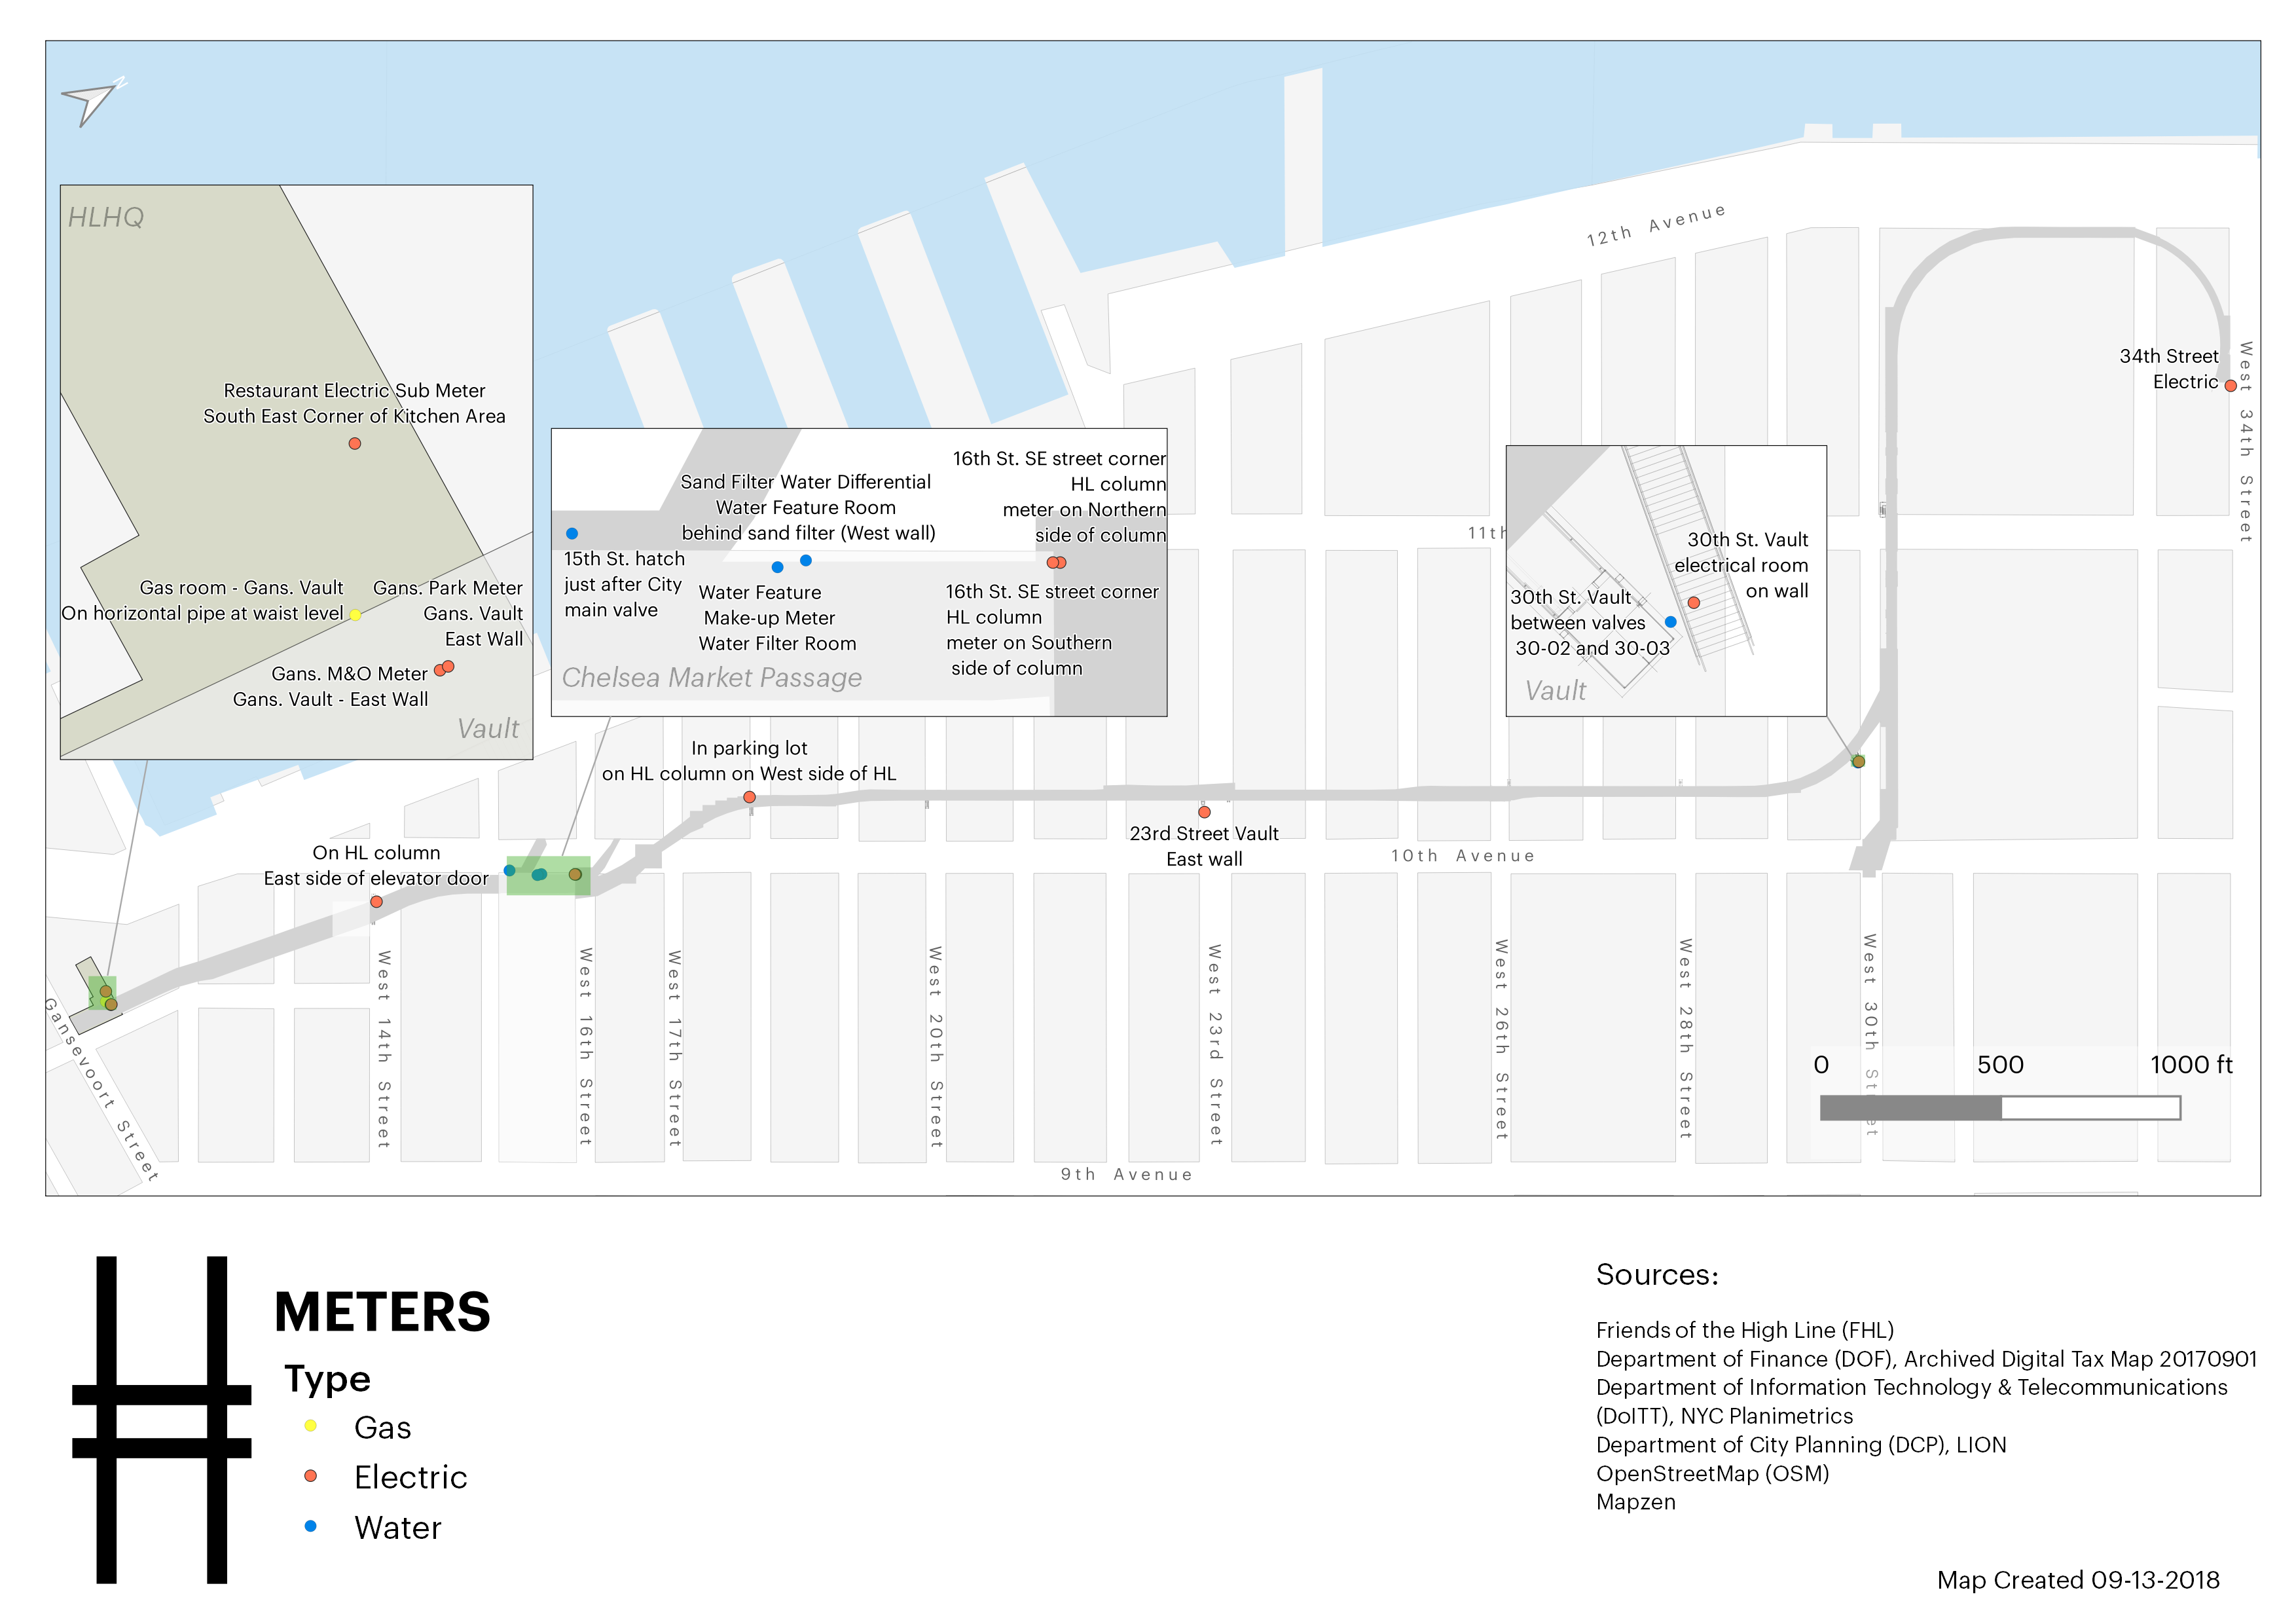 N
12th Avenue
HLHQ
Restaurant Electric Sub Meter
South East Corner of Kitchen Area
Gas room - Gans. Vault
On horizontal pipe at waist level
Gans. Park Meter
Gans. Vault
East Wall
Gans. M&O Meter
Gans. Vault - East Wall
Vault
Sand Filter Water Differential
Water Feature Room
behind sand filter (West wall)
16th St. SE street corner
HL column
meter on Northern
side of column
15th St. hatch
just after City
main valve
Water Feature
Make-up Meter
Water Filter Room
16th St. SE street corner
HL column
meter on Southern
side of column
Chelsea Market Passage
11th
30th St. Vault
electrical room
on wall
30th St. Vault
between valves
30-02 and 30-03
Vault
34th Street
Electric
West 34th Street
In parking lot
on HL column on West side of HL
On HL column
East side of elevator door
23rd Street Vault
East wall
10th Avenue
Gansevoort Street
West 14th Street
West 16th Street
West 17th Street
West 20th Street
West 23rd Street
West 26th Street
West 28th Street
West 30th Street
0 500 1000 ft
9th Avenue
METERS
Type
Gas
Electric
Water
Sources:
Friends of the High Line (FHL)
Department of Finance (DOF), Archived Digital Tax Map 20170901
Department of Information Technology & Telecommunications
(DoITT), NYC Planimetrics
Department of City Planning (DCP), LION
OpenStreetMap (OSM)
Mapzen
Map Created 09-13-2018